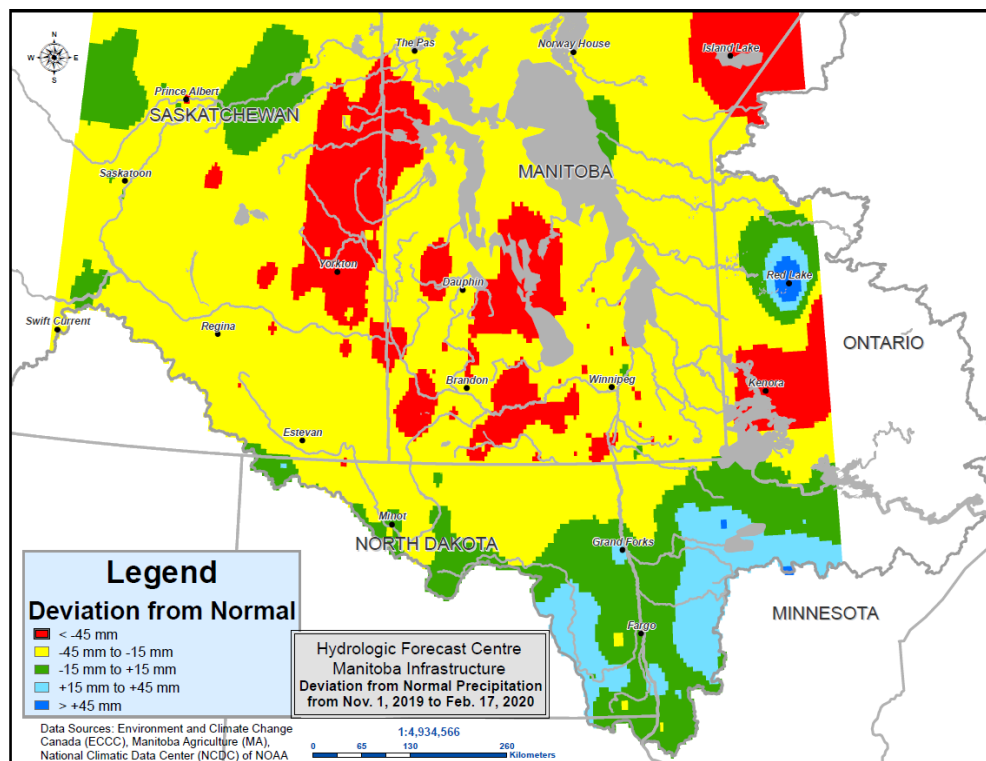 N
W E
S
The Pas
Norway House
Island Lake
Prince Albert
SASKATCHEWAN
MANITOBA
Saskatoon
Yorkton
Dauphin
Red Lake
Swift Current
Regina
ONTARIO
Brandon
Winnipeg
Kenora
Estevan
Minot
NORTH DAKOTA
Grand Forks
MINNESOTA
Fargo
Legend
Deviation from Normal
< -45 mm
-45 mm to -15 mm
-15 mm to +15 mm
+15 mm to +45 mm
> +45 mm
Hydrologic Forecast Centre
Manitoba Infrastructure
Deviation from Normal Precipitation
from Nov. 1, 2019 to Feb. 17, 2020
Data Sources: Environment and Climate Change
Canada (ECCC), Manitoba Agriculture (MA),
National Climatic Data Center (NCDC) of NOAA
1:4,934,566
0 65 130 260
Kilometers